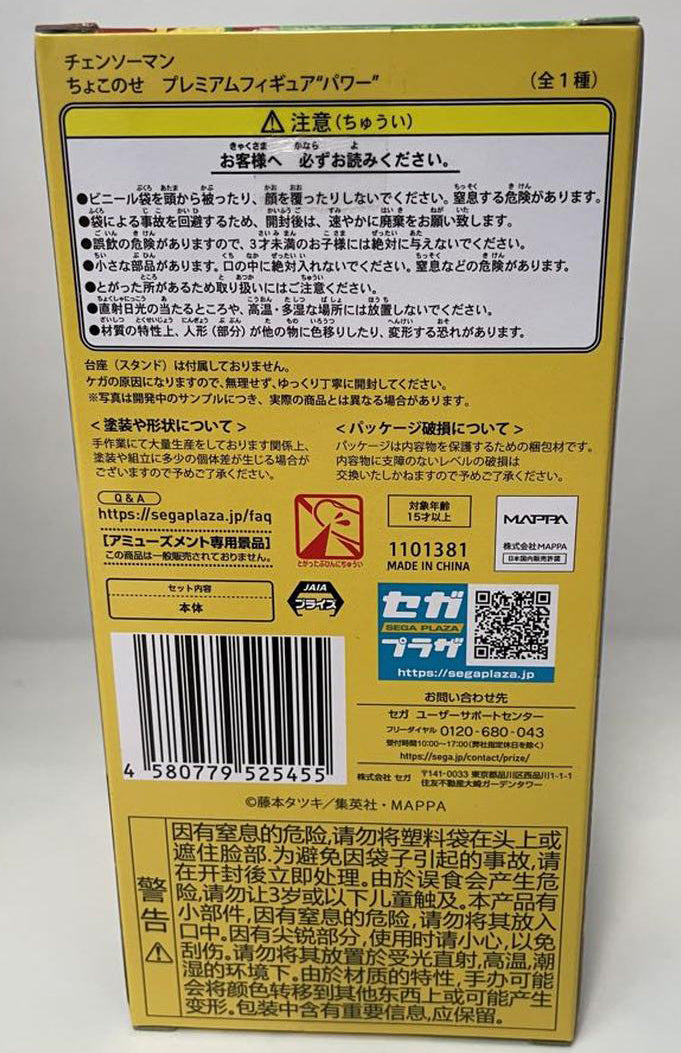 チェンソーマン
ちょこのせ　プレミアムフィギュア“パワー”
（全１種）
⚠ 注意（ちゅうい）
お客様へ　必ずお読みください。
●ビニール袋を頭から被ったり、顔を覆ったりしないでください。窒息する危険があります。
●袋による事故を回避するため、開封後は、速やかに廃棄をお願い致します。
●誤飲の危険がありますので、3才未満のお子様には絶対に与えないでください。
●小さな部品があります。口の中に絶対入れないでください。窒息などの危険があります。
●とがった所があるため取り扱いにはご注意ください。
●直射日光の当たるところや、高温・多湿な場所には放置しないでください。
●材質の特性上、人形（部分）が他の物に色移りしたり、変形する恐れがあります。
台座（スタンド）は付属しておりません。
ケガの原因になりますので、無理せず、ゆっくり丁寧に開封してください。
※写真は開発中のサンプルにつき、実際の商品とは異なる場合があります。
＜塗装や形状について＞
手作業にて大量生産をしております関係上、
塗装や組立に多少の個体差が生じる場合が
ございますので予めご了承ください。
＜パッケージ破損について＞
パッケージは内容物を保護するための梱包材です。
内容物に支障のないレベルの破損は
交換いたしかねますので予めご了承ください。
Q&A
https://segaplaza.jp/faq
【アミューズメント専用景品】
この商品は一般販売されておりません。
とがったぶひんにちゅうい
対象年齢
15才以上
1101381
MADE IN CHINA
MAPPA
株式会社MAPPA
日本国内販売許諾
セット内容
本体
JAIA
プライズ
セガ
SEGA PLAZA
プラザ
https://segaplaza.jp
お問い合わせ先
セガ ユーザーサポートセンター
フリーダイヤル 0120-680-043
受付時間10:00～17:00（弊社指定休日を除く）
https://sega.jp/contact/prize/
株式会社 セガ　〒141-0033 東京都品川区西品川1-1-1
住友不動産大崎ガーデンタワー
4 580779 525455
©藤本タツキ／集英社・MAPPA
警告⚠
因有窒息的危险,请勿将塑料袋在头上或
遮住脸部.为避免因袋子引起的事故,请
在开封後立即处理。由於误食会产生危
险,请勿让3岁或以下儿童触及。本产品有
小部件,因有窒息的危险,请勿将其放入
口中。因有尖锐部分,使用时请小心,以免
刮伤。请勿将其放置於受光直射,高温,潮
湿的环境下。由於材质的特性,手办可能
会将颜色转移到其他东西上或可能产生
变形。包装中含有重要信息,应保留。